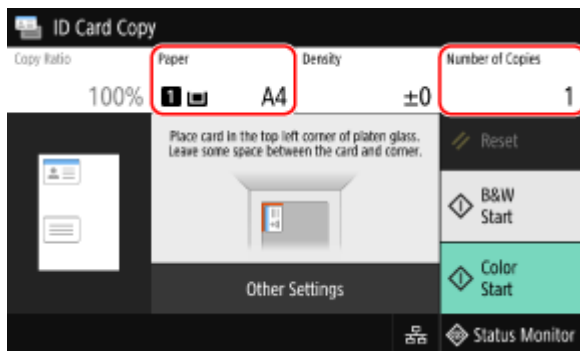 ID Card Copy
Copy Ratio
100%
Paper
1 A4
Density
±0
Number of Copies
1
Place card in the top left corner of platen glass.
Leave some space between the card and corner.
Other Settings
Reset
B&W
Start
Color
Start
Status Monitor